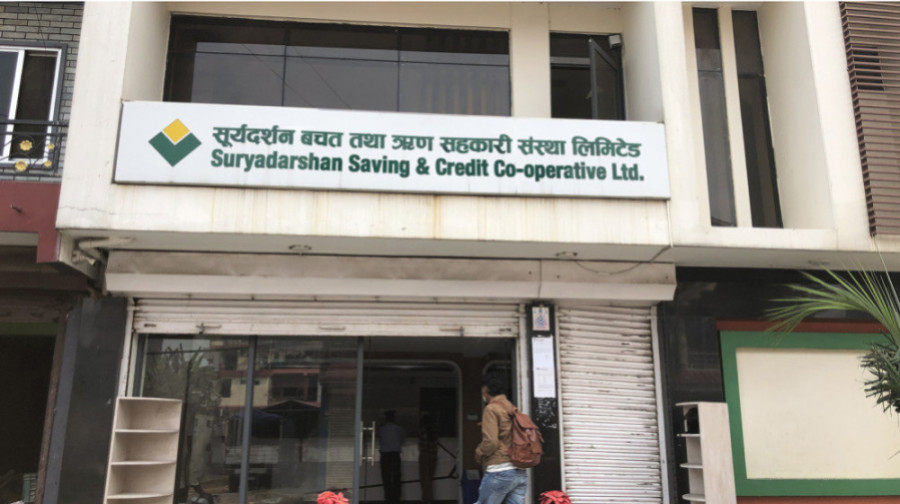 सूर्यदर्शन बचत तथा ऋण सहकारी संस्था लिमिटेड
Suryadarshan Saving & Credit Co-operative Ltd.